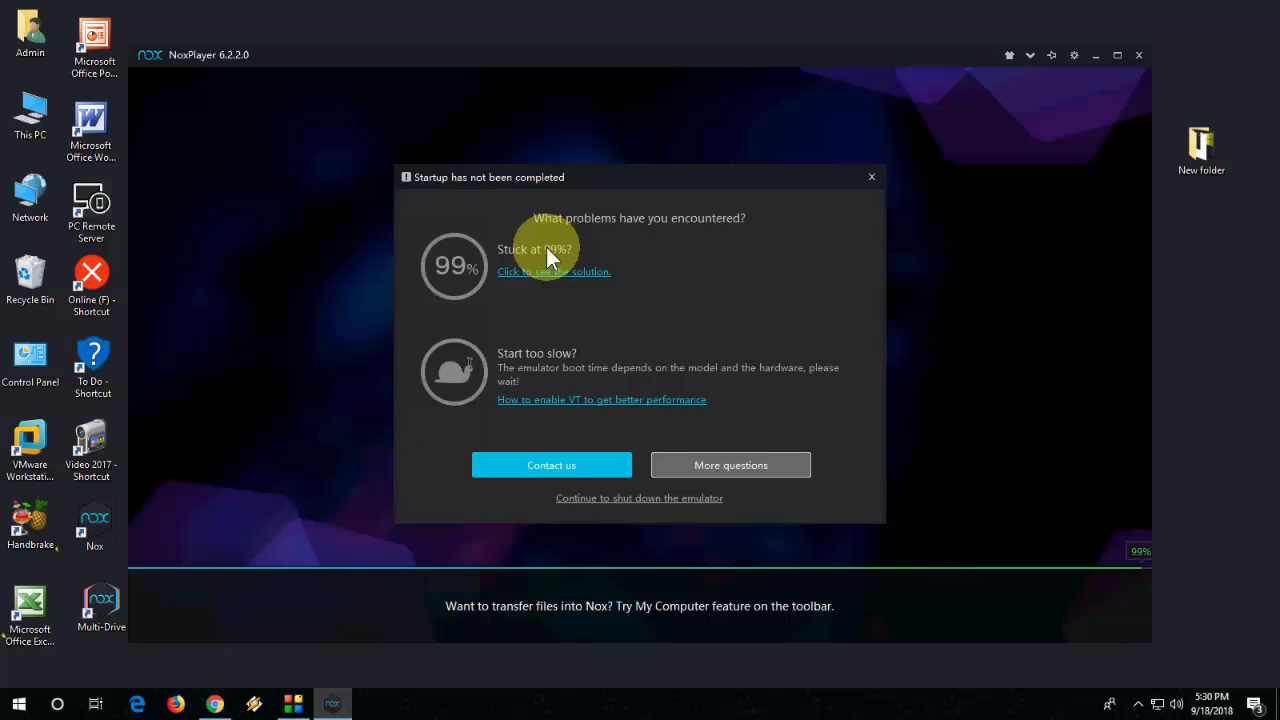 nox NoxPlayer 6.2.2.0
Admin
Microsoft
Office Po...
This PC
Microsoft
Office Wo...
Network
PC Remote
Server
Recycle Bin
Online (F) -
Shortcut
Control Panel
To Do -
Shortcut
VMware
Workstati...
Video 2017 -
Shortcut
Handbrake
nox
Nox
Microsoft
Office Exc...
nox
Multi-Drive
New folder
Startup has not been completed
What problems have you encountered?
99%
Stuck at 99%?
Click to see the solution.
Start too slow?
The emulator boot time depends on the model and the hardware, please
wait!
How to enable VT to get better performance
Contact us
More questions
Continue to shut down the emulator
99%
Want to transfer files into Nox? Try My Computer feature on the toolbar.
nox
5:30 PM
9/18/2018
3